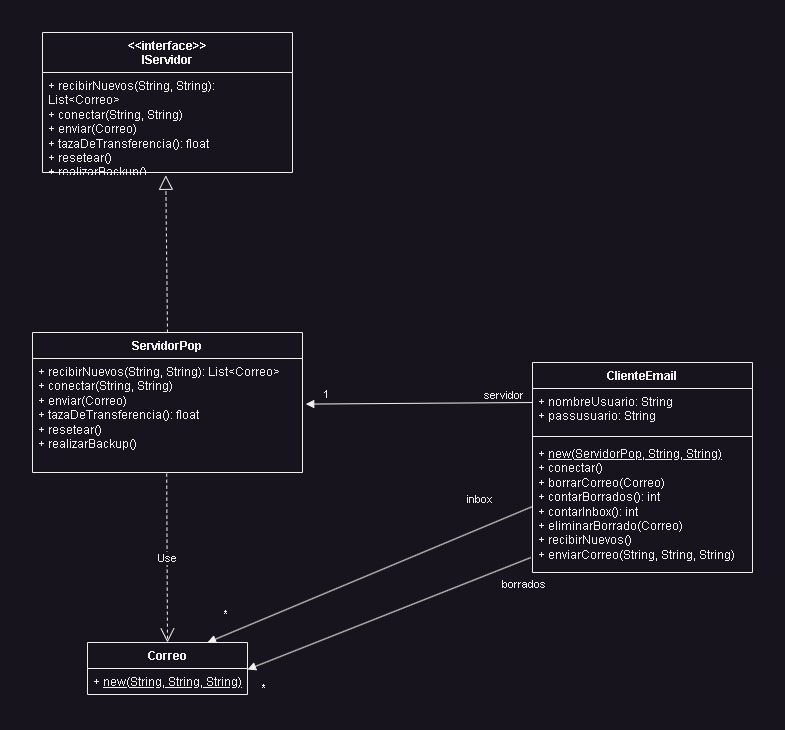 <<interface>>
IServidor
+ recibirNuevos(String, String):
List<Correo>
+ conectar(String, String)
+ enviar(Correo)
+ tazaDeTransferencia(): float
+ resetear()
+ realizarBackup()
ServidorPop
+ recibirNuevos(String, String): List<Correo>
+ conectar(String, String)
+ enviar(Correo)
+ tazaDeTransferencia(): float
+ resetear()
+ realizarBackup()
1
servidor
ClienteEmail
+ nombreUsuario: String
+ passusuario: String
+ new(ServidorPop, String, String)
+ conectar()
+ borrarCorreo(Correo)
+ contarBorrados(): int
+ contarInbox(): int
+ eliminarBorrado(Correo)
+ recibirNuevos()
+ enviarCorreo(String, String, String)
inbox
Use
borrados
*
Correo
+ new(String, String, String)
*